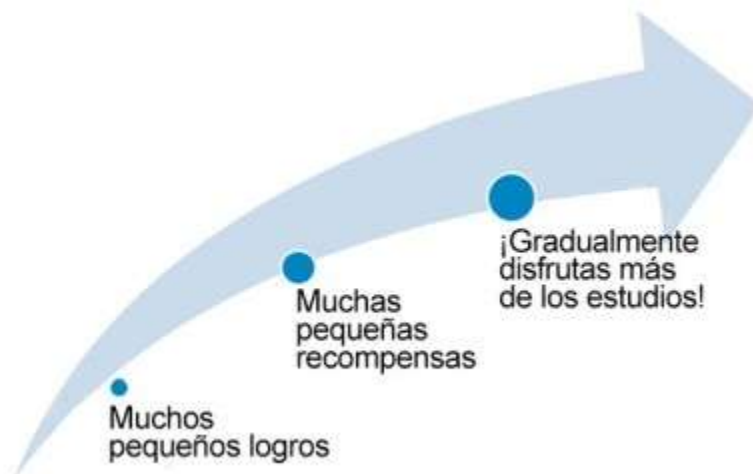 Muchos
pequeños logros
Muchas
pequeñas
recompensas
¡Gradualmente
disfrutas más
de los estudios!